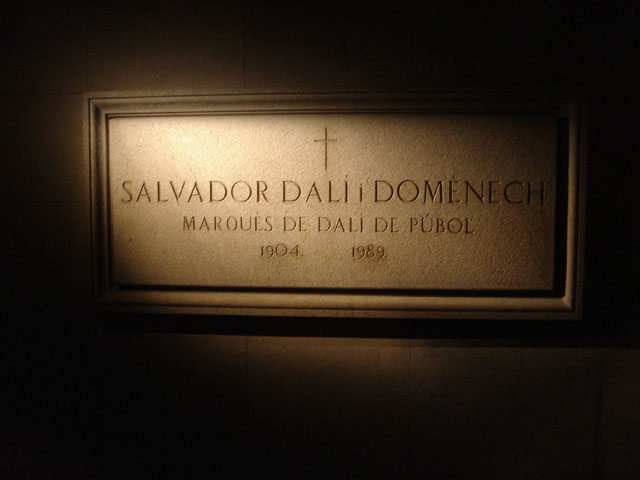 SALVADOR DALÍ i DOMÈNECH
MARQUÈS DE DALÍ DE PÚBOL
1904 1989